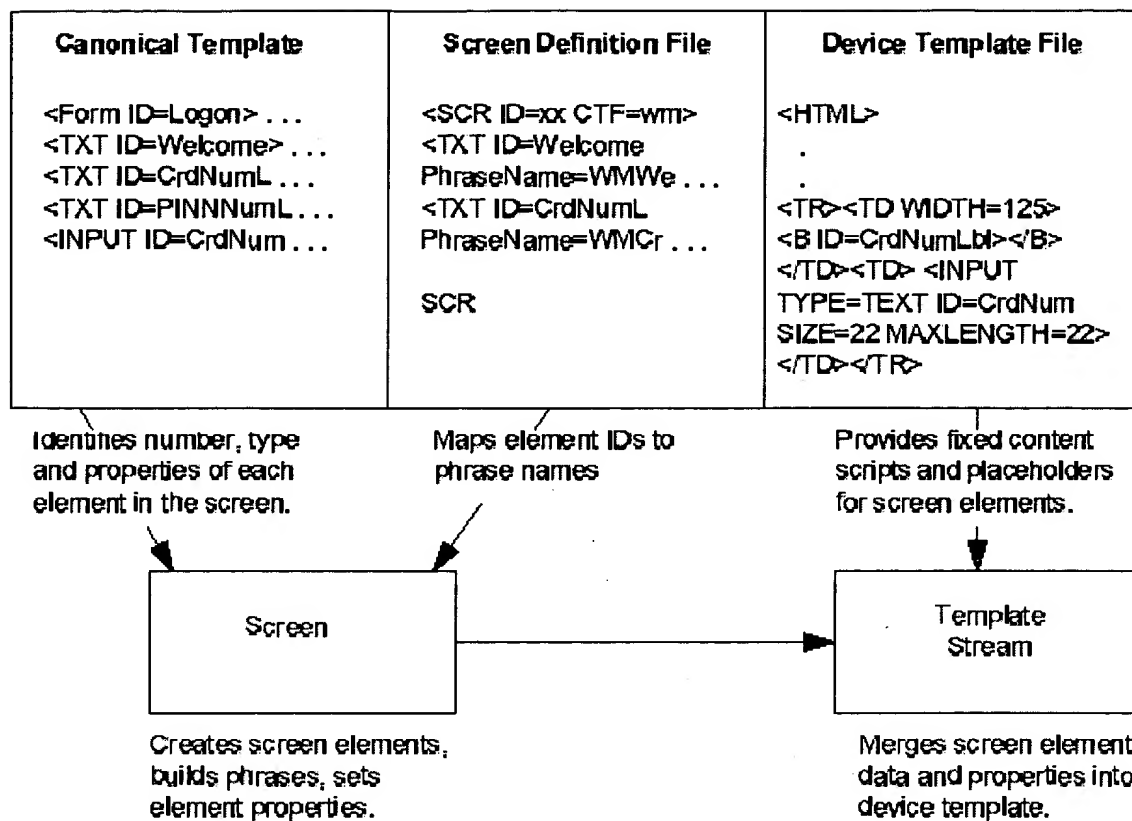 Canonical Template
<Form ID=Logon> ...
<TXT ID=Welcome> ...
<TXT ID=CrdNumL ...
<TXT ID=PINNNumL ...
<INPUT ID=CrdNum ...
Screen Definition File
<SCR ID=xx CTF=wm>
<TXT ID=Welcome
PhraseName=WMWe ...
<TXT ID=CrdNumL
PhraseName=WMCr ...
SCR
Device Template File
<HTML>
.
.
<TR><TD WIDTH=125>
<B ID=CrdNumLbl></B>
</TD><TD> <INPUT
TYPE=TEXT ID=CrdNum
SIZE=22 MAXLENGTH=22>
</TD></TR>
Identifies number, type
and properties of each
element in the screen.
Maps element IDs to
phrase names
Provides fixed content
scripts and placeholders
for screen elements.
Screen
Template
Stream
Creates screen elements,
builds phrases, sets
element properties.
Merges screen element
data and properties into
device template.